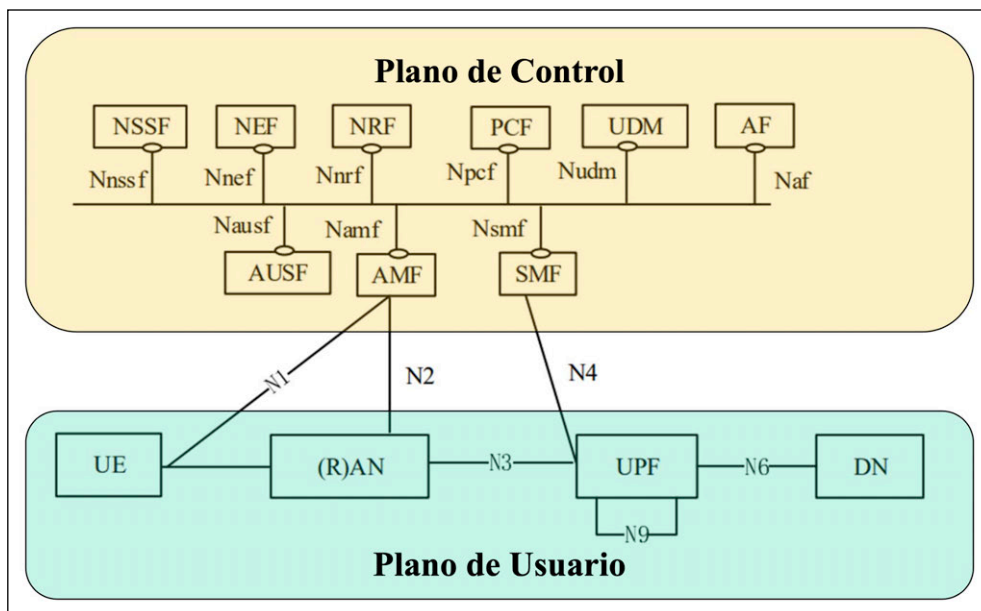 Plano de Control
NSSF NEF NRF PCF UDM AF
Nnssf Nnef Nnrf Npcf Nudm Naf
Nausf Namf Nsmf
AUSF AMF SMF
N1 N2 N4
UE (R)AN N3 UPF N6 DN
N9
Plano de Usuario